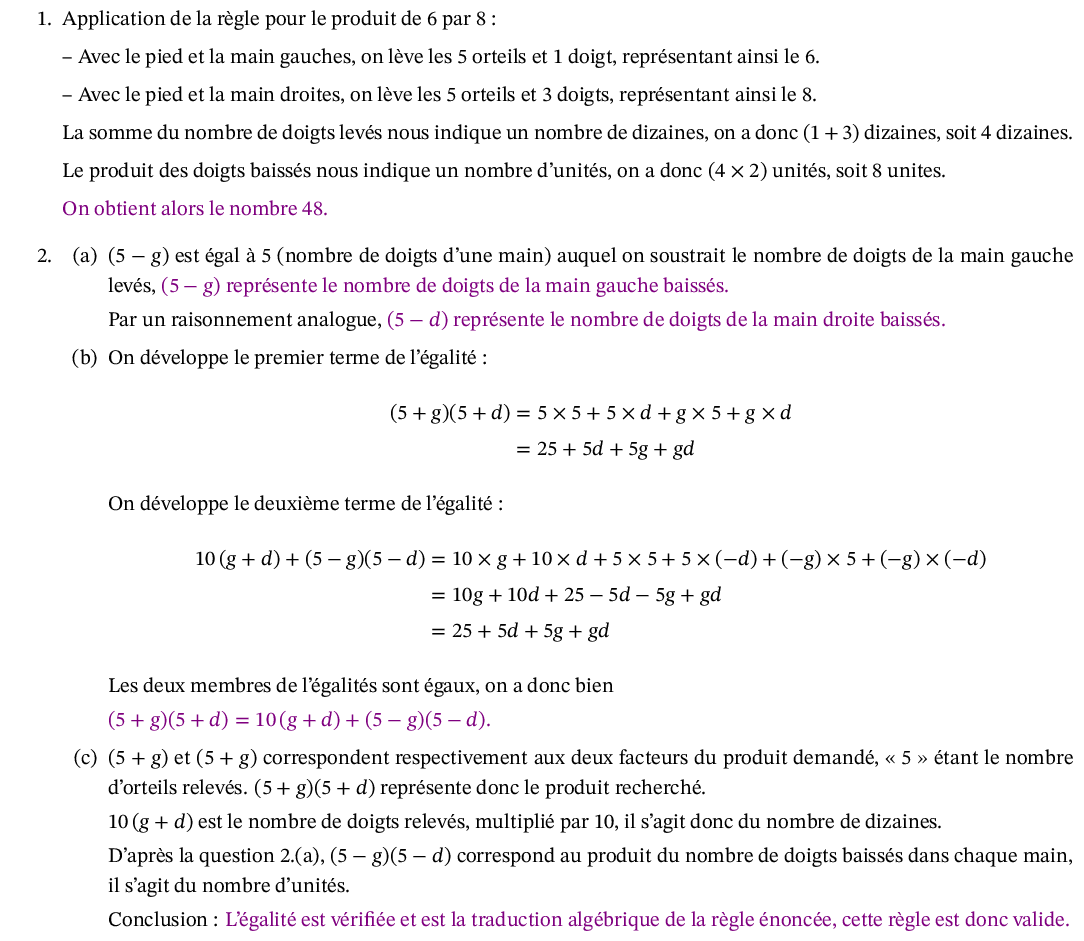 1. Application de la règle pour le produit de 6 par 8 :
– Avec le pied et la main gauches, on lève les 5 orteils et 1 doigt, représentant ainsi le 6.
– Avec le pied et la main droites, on lève les 5 orteils et 3 doigts, représentant ainsi le 8.
La somme du nombre de doigts levés nous indique un nombre de dizaines, on a donc (1 + 3) dizaines, soit 4 dizaines.
Le produit des doigts baissés nous indique un nombre d’unités, on a donc (4 × 2) unités, soit 8 unites.
On obtient alors le nombre 48.
2. (a) (5 − g) est égal à 5 (nombre de doigts d’une main) auquel on soustrait le nombre de doigts de la main gauche
levés, (5 − g) représente le nombre de doigts de la main gauche baissés.
Par un raisonnement analogue, (5 − d) représente le nombre de doigts de la main droite baissés.
(b) On développe le premier terme de l’égalité :
(5 + g)(5 + d) = 5 × 5 + 5 × d + g × 5 + g × d
= 25 + 5d + 5g + gd
On développe le deuxième terme de l’égalité :
10 (g + d) + (5 − g)(5 − d) = 10 × g + 10 × d + 5 × 5 + 5 × (−d) + (−g) × 5 + (−g) × (−d)
= 10g + 10d + 25 − 5d − 5g + gd
= 25 + 5d + 5g + gd
Les deux membres de l’égalités sont égaux, on a donc bien
(5 + g)(5 + d) = 10 (g + d) + (5 − g)(5 − d).
(c) (5 + g) et (5 + g) correspondent respectivement aux deux facteurs du produit demandé, « 5 » étant le nombre
d’orteils relevés. (5 + g)(5 + d) représente donc le produit recherché.
10 (g + d) est le nombre de doigts relevés, multiplié par 10, il s’agit donc du nombre de dizaines.
D’après la question 2.(a), (5 − g)(5 − d) correspond au produit du nombre de doigts baissés dans chaque main,
il s’agit du nombre d’unités.
Conclusion : L’égalité est vérifiée et est la traduction algébrique de la règle énoncée, cette règle est donc valide.